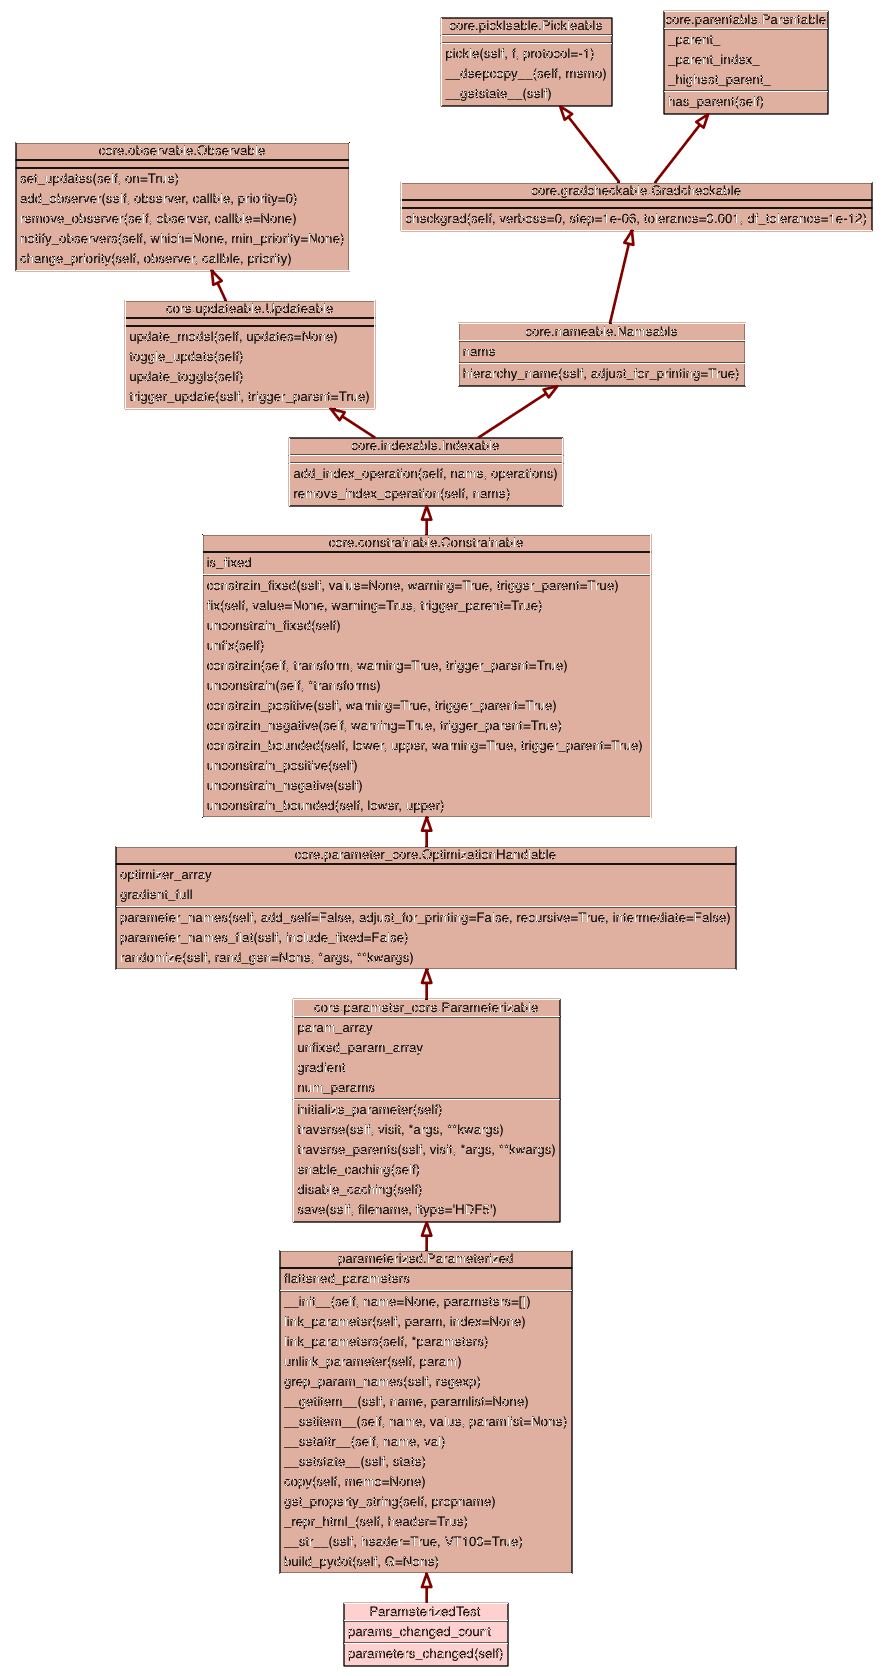 core.pickleable.Pickleable
pickle(self, f, protocol=-1)
__deepcopy__(self, memo)
__getstate__(self)
core.parentable.Parentable
_parent_
_parent_index_
_highest_parent_
has_parent(self)
core.observable.Observable
set_updates(self, on=True)
add_observer(self, observer, callble, priority=0)
remove_observer(self, observer, callble=None)
notify_observers(self, which=None, min_priority=None)
change_priority(self, observer, callble, priority)
core.gradcheckable.Gradcheckable
checkgrad(self, verbose=0, step=1e-06, tolerance=0.001, df_tolerance=1e-12)
core.updateable.Updateable
update_model(self, updates=None)
toggle_update(self)
update_toggle(self)
trigger_update(self, trigger_parent=True)
core.nameable.Nameable
name
hierarchy_name(self, adjust_for_printing=True)
core.indexable.Indexable
add_index_operation(self, name, operations)
remove_index_operation(self, name)
core.constrainable.Constrainable
is_fixed
constrain_fixed(self, value=None, warning=True, trigger_parent=True)
fix(self, value=None, warning=True, trigger_parent=True)
unconstrain_fixed(self)
unfix(self)
constrain(self, transform, warning=True, trigger_parent=True)
unconstrain(self, *transforms)
constrain_positive(self, warning=True, trigger_parent=True)
constrain_negative(self, warning=True, trigger_parent=True)
constrain_bounded(self, lower, upper, warning=True, trigger_parent=True)
unconstrain_positive(self)
unconstrain_negative(self)
unconstrain_bounded(self, lower, upper)
core.parameter_core.OptimizationHandlable
optimizer_array
gradient_full
parameter_names(self, add_self=False, adjust_for_printing=False, recursive=True, intermediate=False)
parameter_names_flat(self, include_fixed=False)
randomize(self, rand_gen=None, *args, **kwargs)
core.parameter_core.Parameterizable
param_array
unfixed_param_array
gradient
num_params
initialize_parameter(self)
traverse(self, visit, *args, **kwargs)
traverse_parents(self, visit, *args, **kwargs)
enable_caching(self)
disable_caching(self)
save(self, filename, ftype='HDF5')
parameterized.Parameterized
flattened_parameters
__init__(self, name=None, parameters=[])
link_parameter(self, param, index=None)
link_parameters(self, *parameters)
unlink_parameter(self, param)
grep_param_names(self, regexp)
__getitem__(self, name, paramlist=None)
__setitem__(self, name, value, paramlist=None)
__setattr__(self, name, val)
__setstate__(self, state)
copy(self, memo=None)
get_property_string(self, propname)
_repr_html_(self, header=True)
__str__(self, header=True, VT100=True)
build_pydot(self, G=None)
ParameterizedTest
params_changed_count
parameters_changed(self)